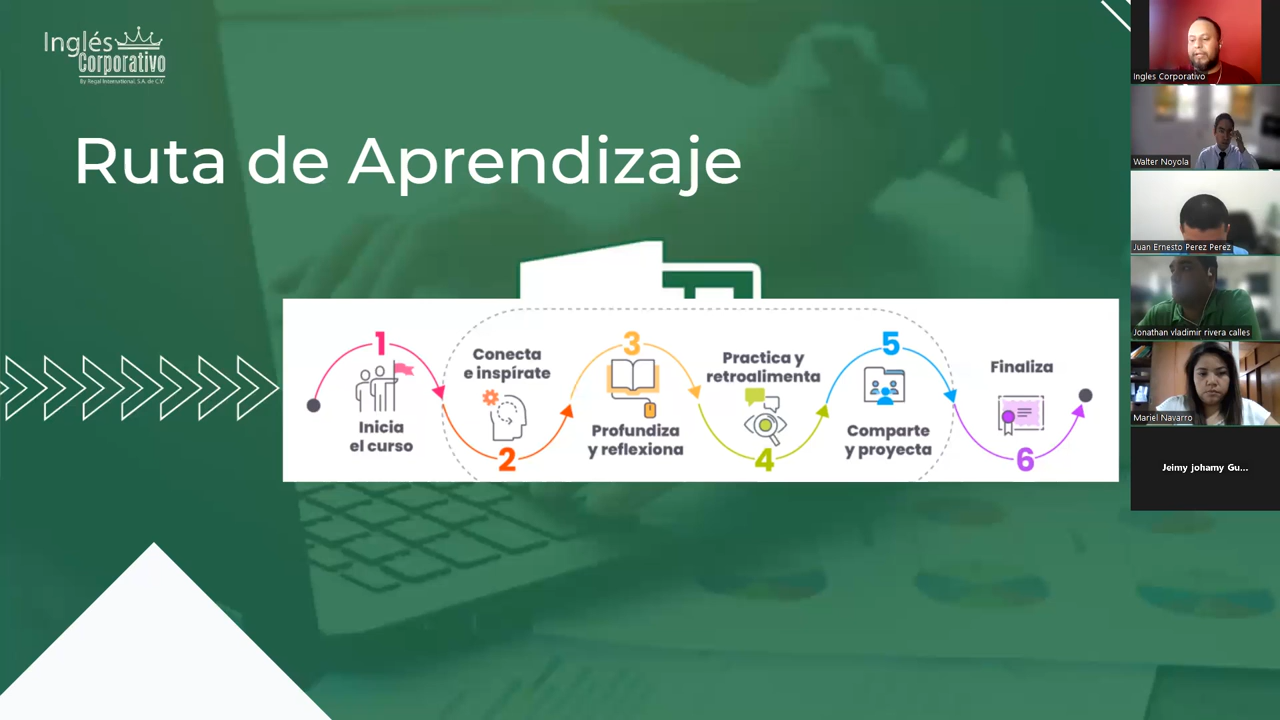 Inglés
Corporativo
By Regal International, S.A. de C.V.
Ruta de Aprendizaje
1
Inicia
el curso
Conecta
e inspírate
2
3
Profundiza
y reflexiona
Practica y
retroalimenta
4
5
Comparte
y proyecta
Finaliza
6
Ingles Corporativo
Walter Noyola
Juan Ernesto Perez Perez
Jonathan vladimir rivera calles
Mariel Navarro
Jeimy johamy Gu...